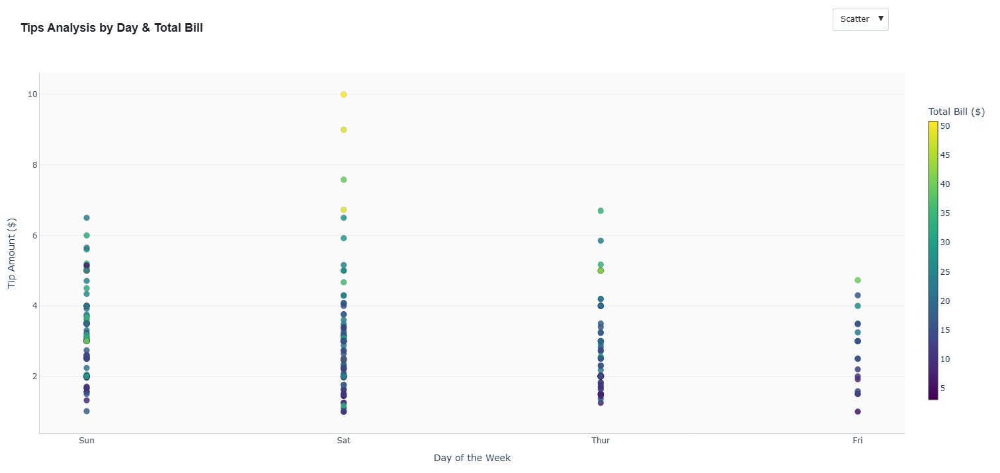 Tips Analysis by Day & Total Bill
Scatter ▼
Total Bill ($)
50
45
40
35
30
25
20
15
10
5
Tip Amount ($)
10
8
6
4
2
Sun Sat Thur Fri
Day of the Week